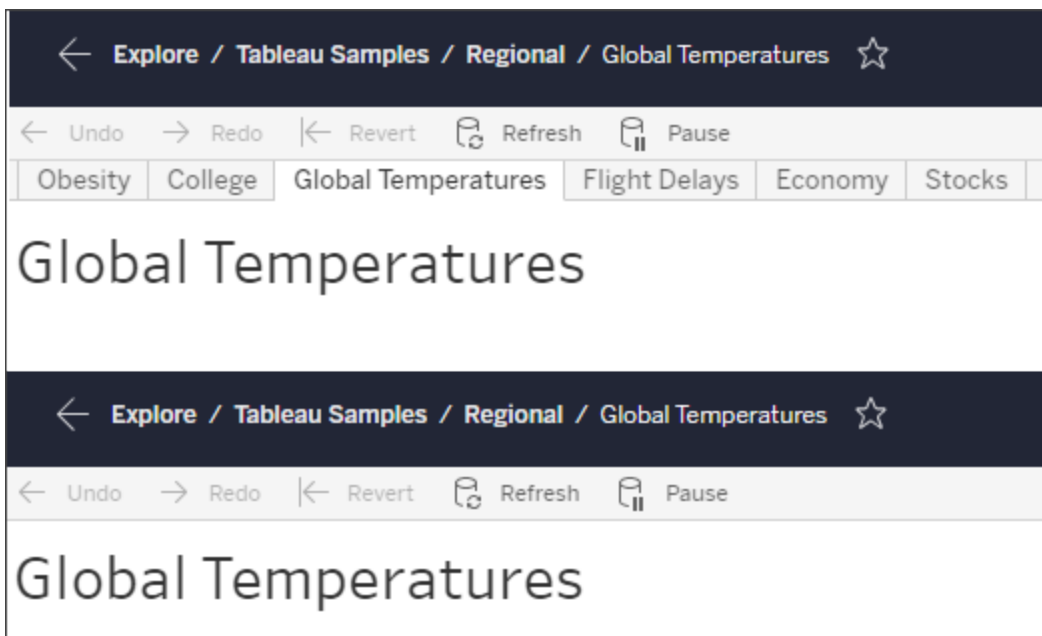 Explore / Tableau Samples / Regional / Global Temperatures
Undo Redo Revert Refresh Pause
Obesity College Global Temperatures Flight Delays Economy Stocks
Global Temperatures
Explore / Tableau Samples / Regional / Global Temperatures
Undo Redo Revert Refresh Pause
Global Temperatures